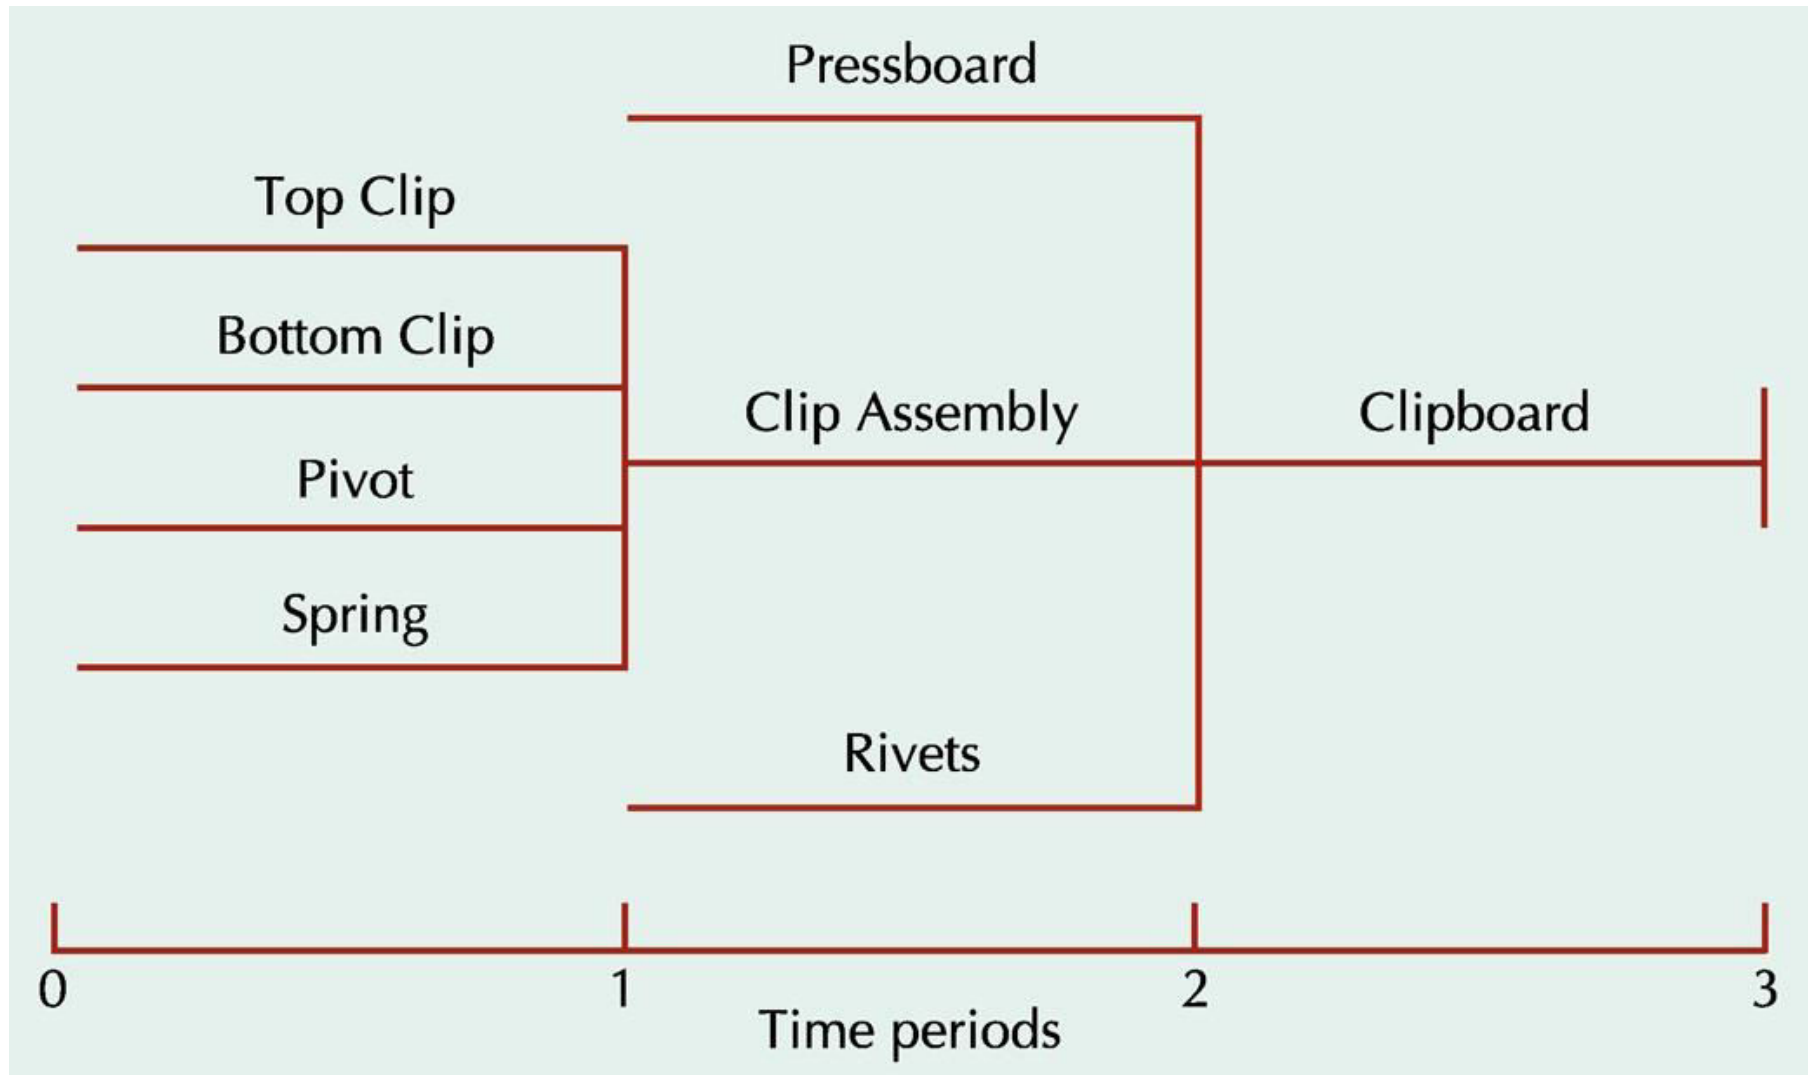 Pressboard
Top Clip
Bottom Clip
Clip Assembly
Clipboard
Pivot
Spring
Rivets
0
1
2
3
Time periods